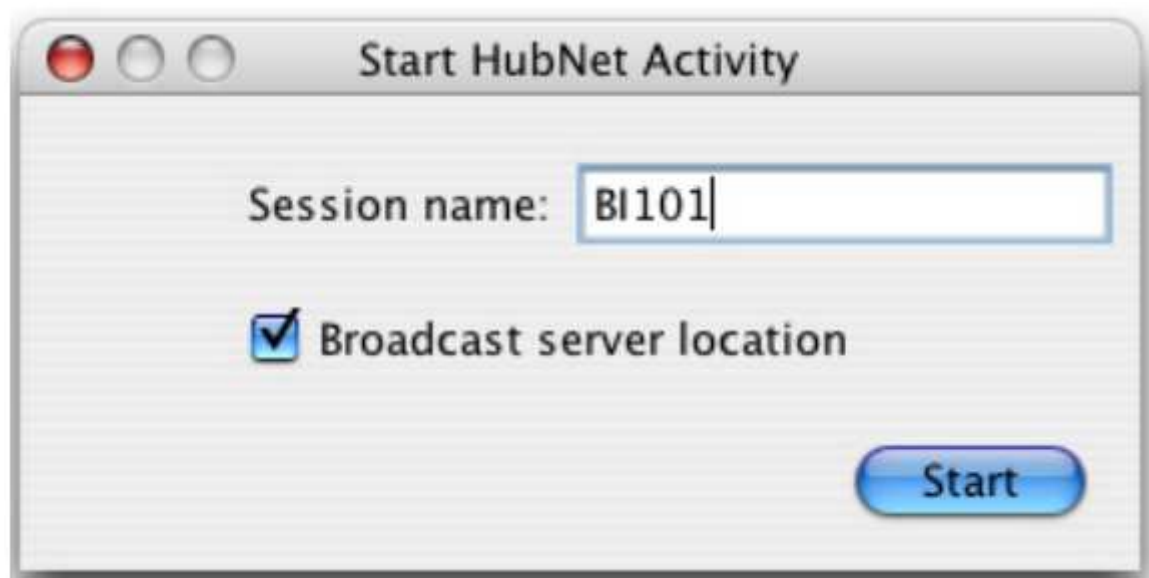 Start HubNet Activity
Session name: BI101
Broadcast server location
Start